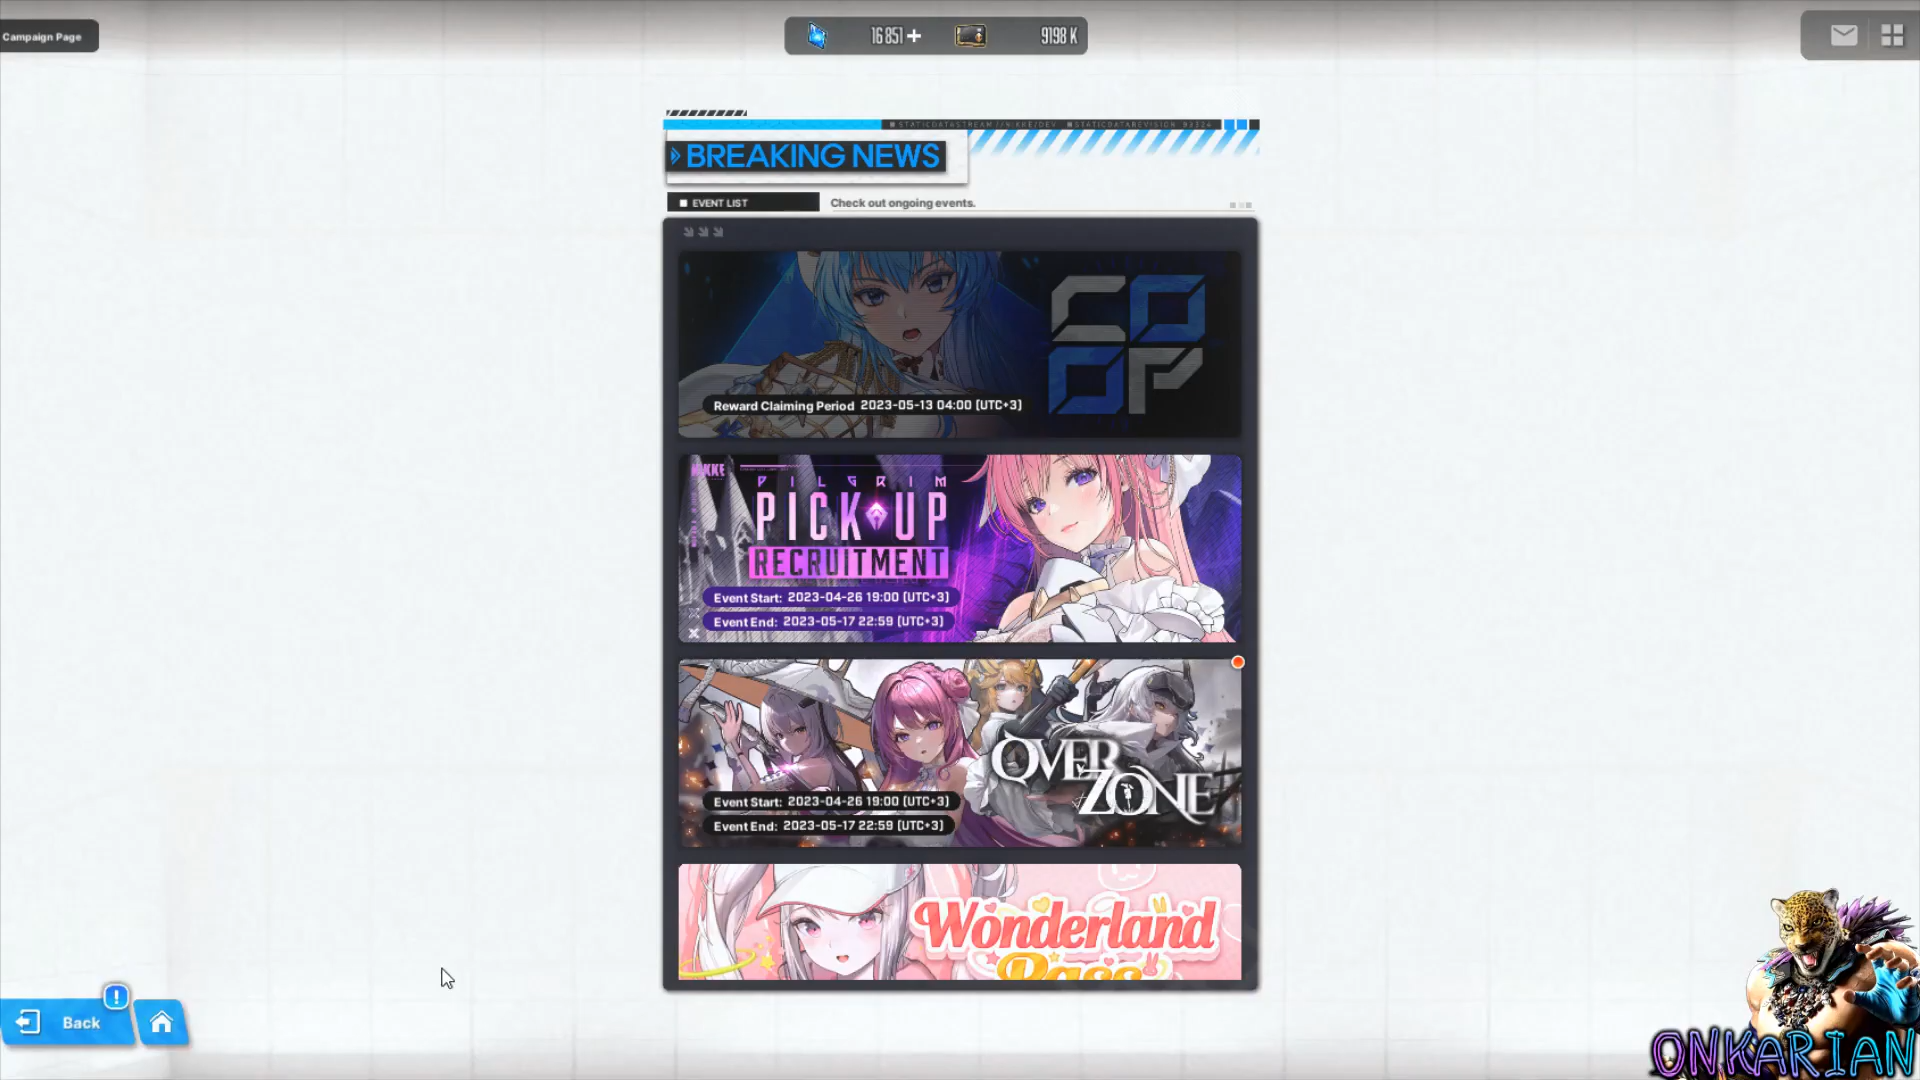 Campaign Page
16851
9198 K
BREAKING NEWS
EVENT LIST
Check out ongoing events.
COOP
Reward Claiming Period 2023-05-13 04:00 (UTC+3)
NIKKE
PILGRIM
PICK UP
RECRUITMENT
Event Start: 2023-04-26 19:00 (UTC+3)
Event End: 2023-05-17 22:59 (UTC+3)
OVER
ZONE
Event Start: 2023-04-26 19:00 (UTC+3)
Event End: 2023-05-17 22:59 (UTC+3)
Wonderland
Pass
Back
ONKARIAN